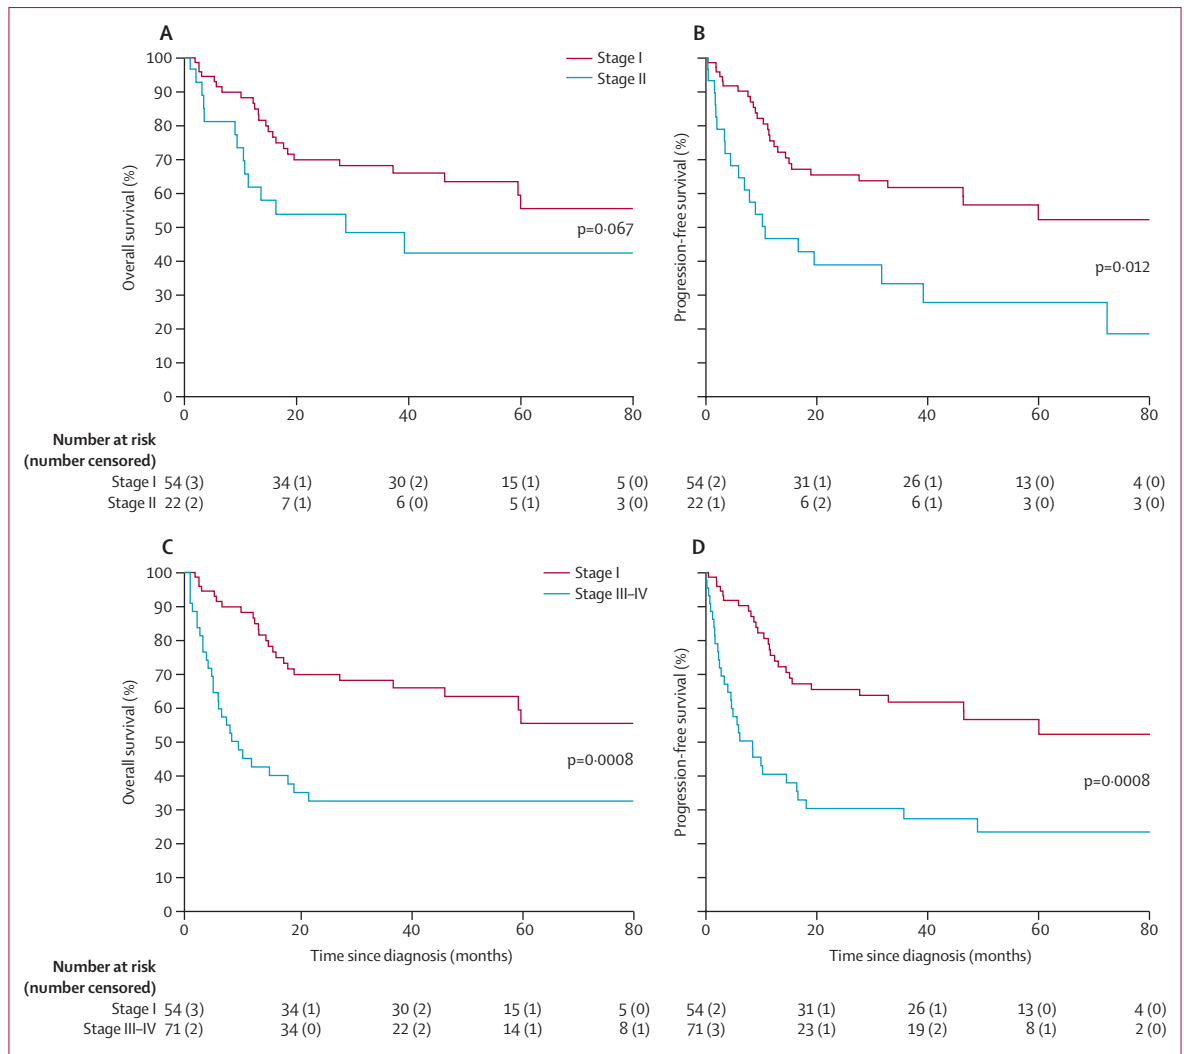 A
B
Stage I
Stage II
100
90
80
70
60
50
40
30
20
10
0
Overall survival (%)
p=0·067
0 20 40 60 80
Progression-free survival (%)
p=0·012
0 20 40 60 80
Number at risk
(number censored)
Stage I 54 (3) 34 (1) 30 (2) 15 (1) 5 (0) 54 (2) 31 (1) 26 (1) 13 (0) 4 (0)
Stage II 22 (2) 7 (1) 6 (0) 5 (1) 3 (0) 22 (1) 6 (2) 6 (1) 3 (0) 3 (0)
C
D
Stage I
Stage III–IV
100
90
80
70
60
50
40
30
20
10
0
Overall survival (%)
p=0·0008
0 20 40 60 80
Time since diagnosis (months)
Progression-free survival (%)
p=0·0008
0 20 40 60 80
Time since diagnosis (months)
Number at risk
(number censored)
Stage I 54 (3) 34 (1) 30 (2) 15 (1) 5 (0) 54 (2) 31 (1) 26 (1) 13 (0) 4 (0)
Stage III–IV 71 (2) 34 (0) 22 (2) 14 (1) 8 (1) 71 (3) 23 (1) 19 (2) 8 (1) 2 (0)